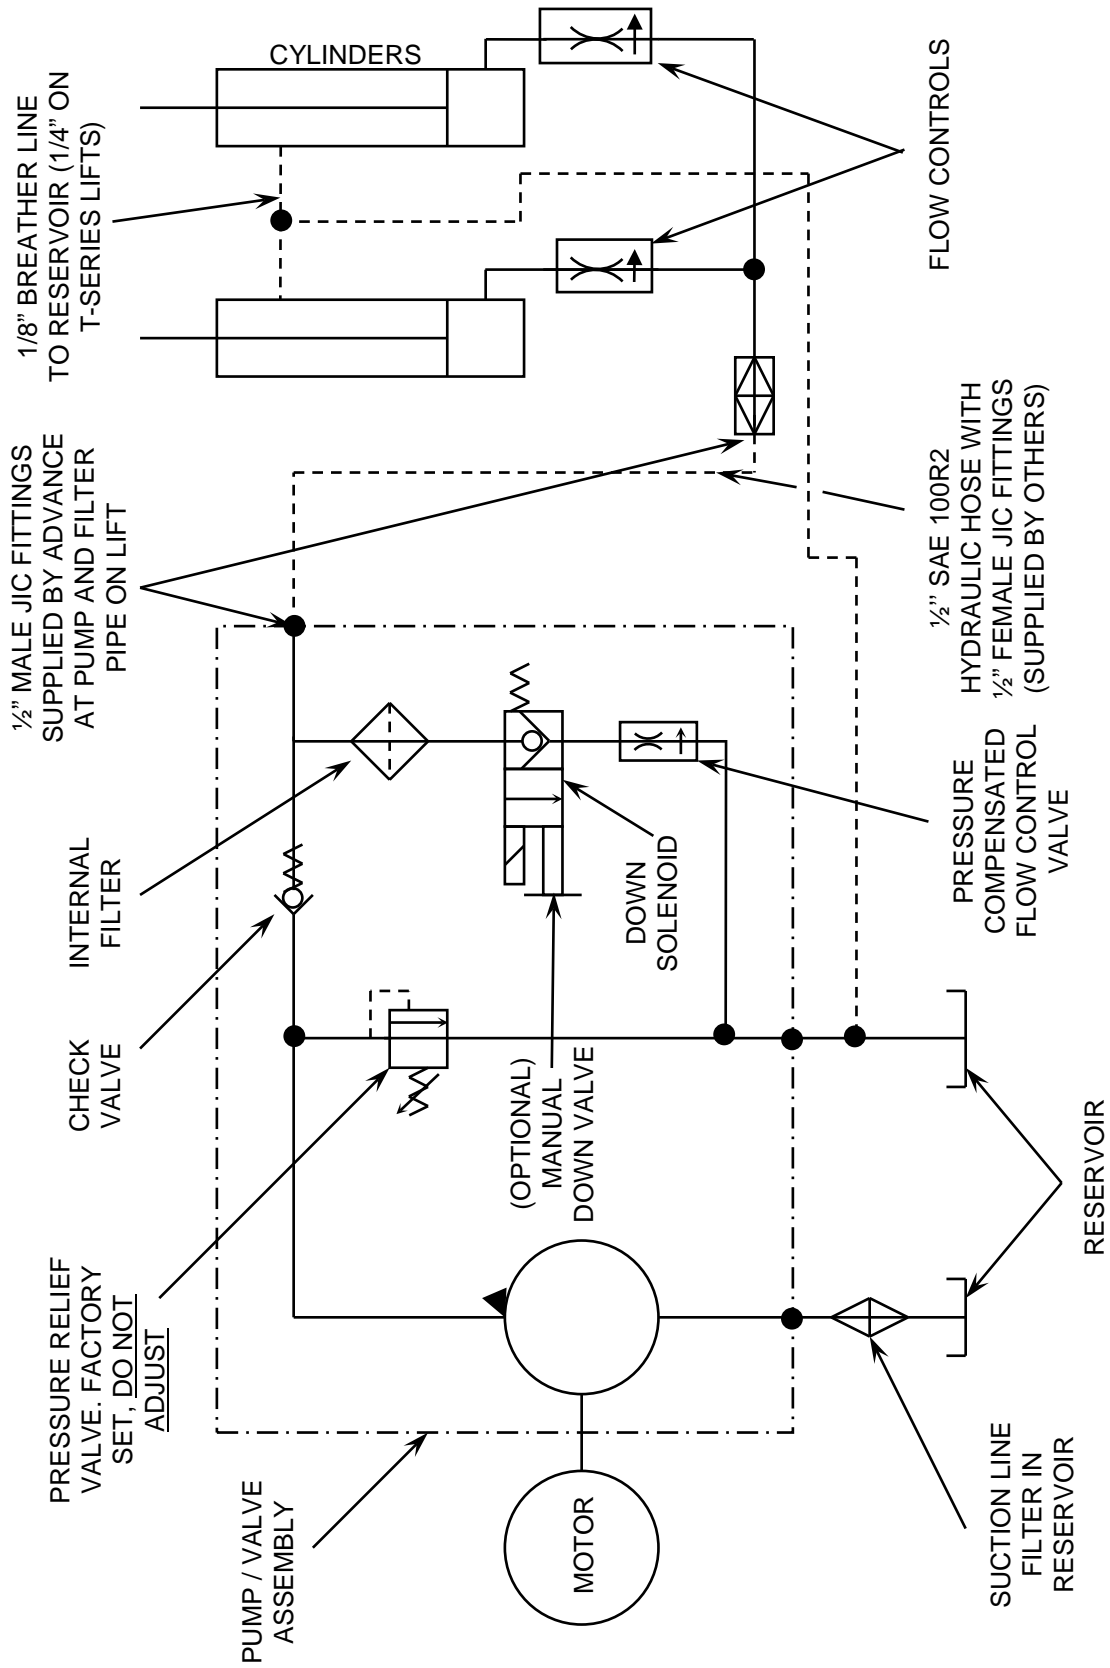 1/8” BREATHER LINE
TO RESERVOIR (1/4” ON
T-SERIES LIFTS)
CYLINDERS
½” MALE JIC FITTINGS
SUPPLIED BY ADVANCE
AT PUMP AND FILTER
PIPE ON LIFT
FLOW CONTROLS
½” SAE 100R2
HYDRAULIC HOSE WITH
½” FEMALE JIC FITTINGS
(SUPPLIED BY OTHERS)
INTERNAL
FILTER
DOWN
SOLENOID
PRESSURE
COMPENSATED
FLOW CONTROL
VALVE
CHECK
VALVE
(OPTIONAL)
MANUAL
DOWN VALVE
PRESSURE RELIEF
VALVE. FACTORY
SET, DO NOT
ADJUST
RESERVOIR
PUMP / VALVE
ASSEMBLY
MOTOR
SUCTION LINE
FILTER IN
RESERVOIR